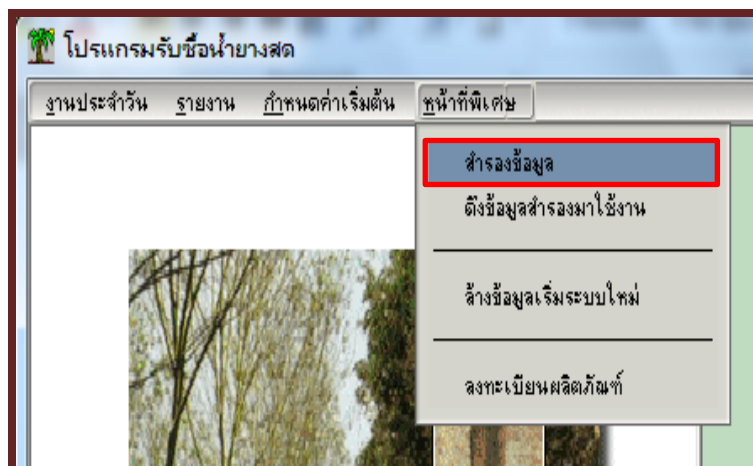 โปรแกรมรับซื้อน้ำยางสด
งานประจำวัน รายงาน กำหนดค่าเริ่มต้น หน้าที่พิเศษ
สำรองข้อมูล
ดึงข้อมูลสำรองมาใช้งาน
ล้างข้อมูลเริ่มระบบใหม่
ลงทะเบียนผลิตภัณฑ์